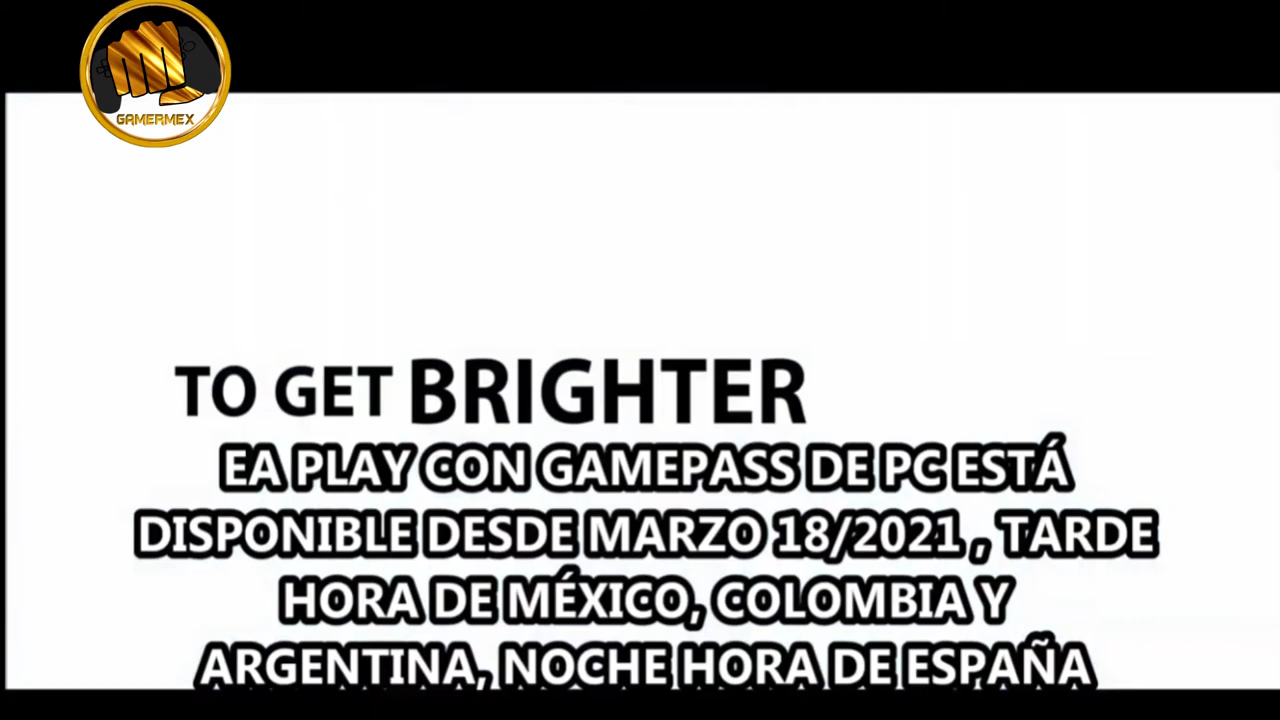 GAMERMEX
TO GET BRIGHTER
EA PLAY CON GAMEPASS DE PC ESTÁ
DISPONIBLE DESDE MARZO 18/2021 , TARDE
HORA DE MÉXICO, COLOMBIA Y
ARGENTINA, NOCHE HORA DE ESPAÑA